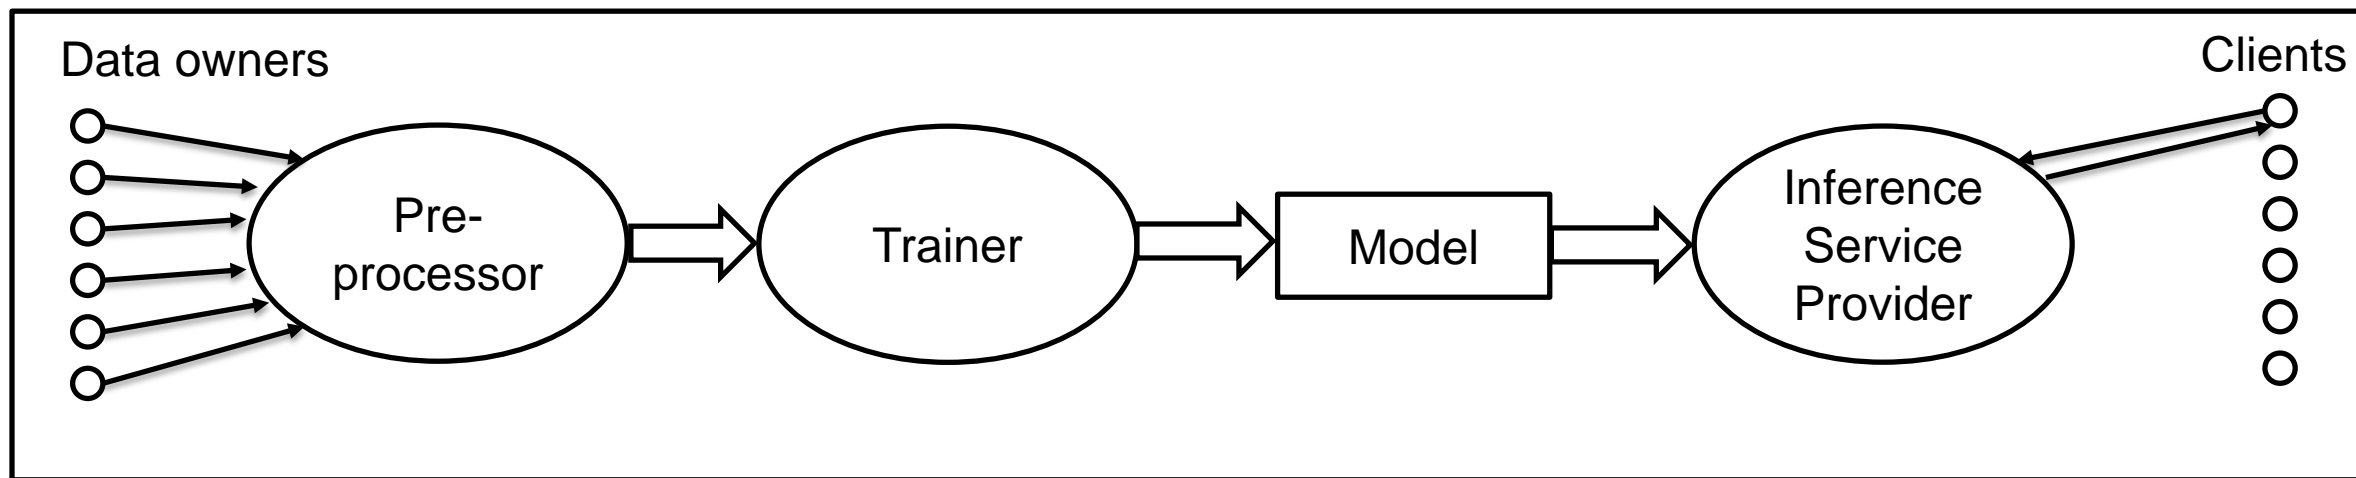 Data owners
Clients
Pre-
processor
Trainer
Model
Inference
Service
Provider